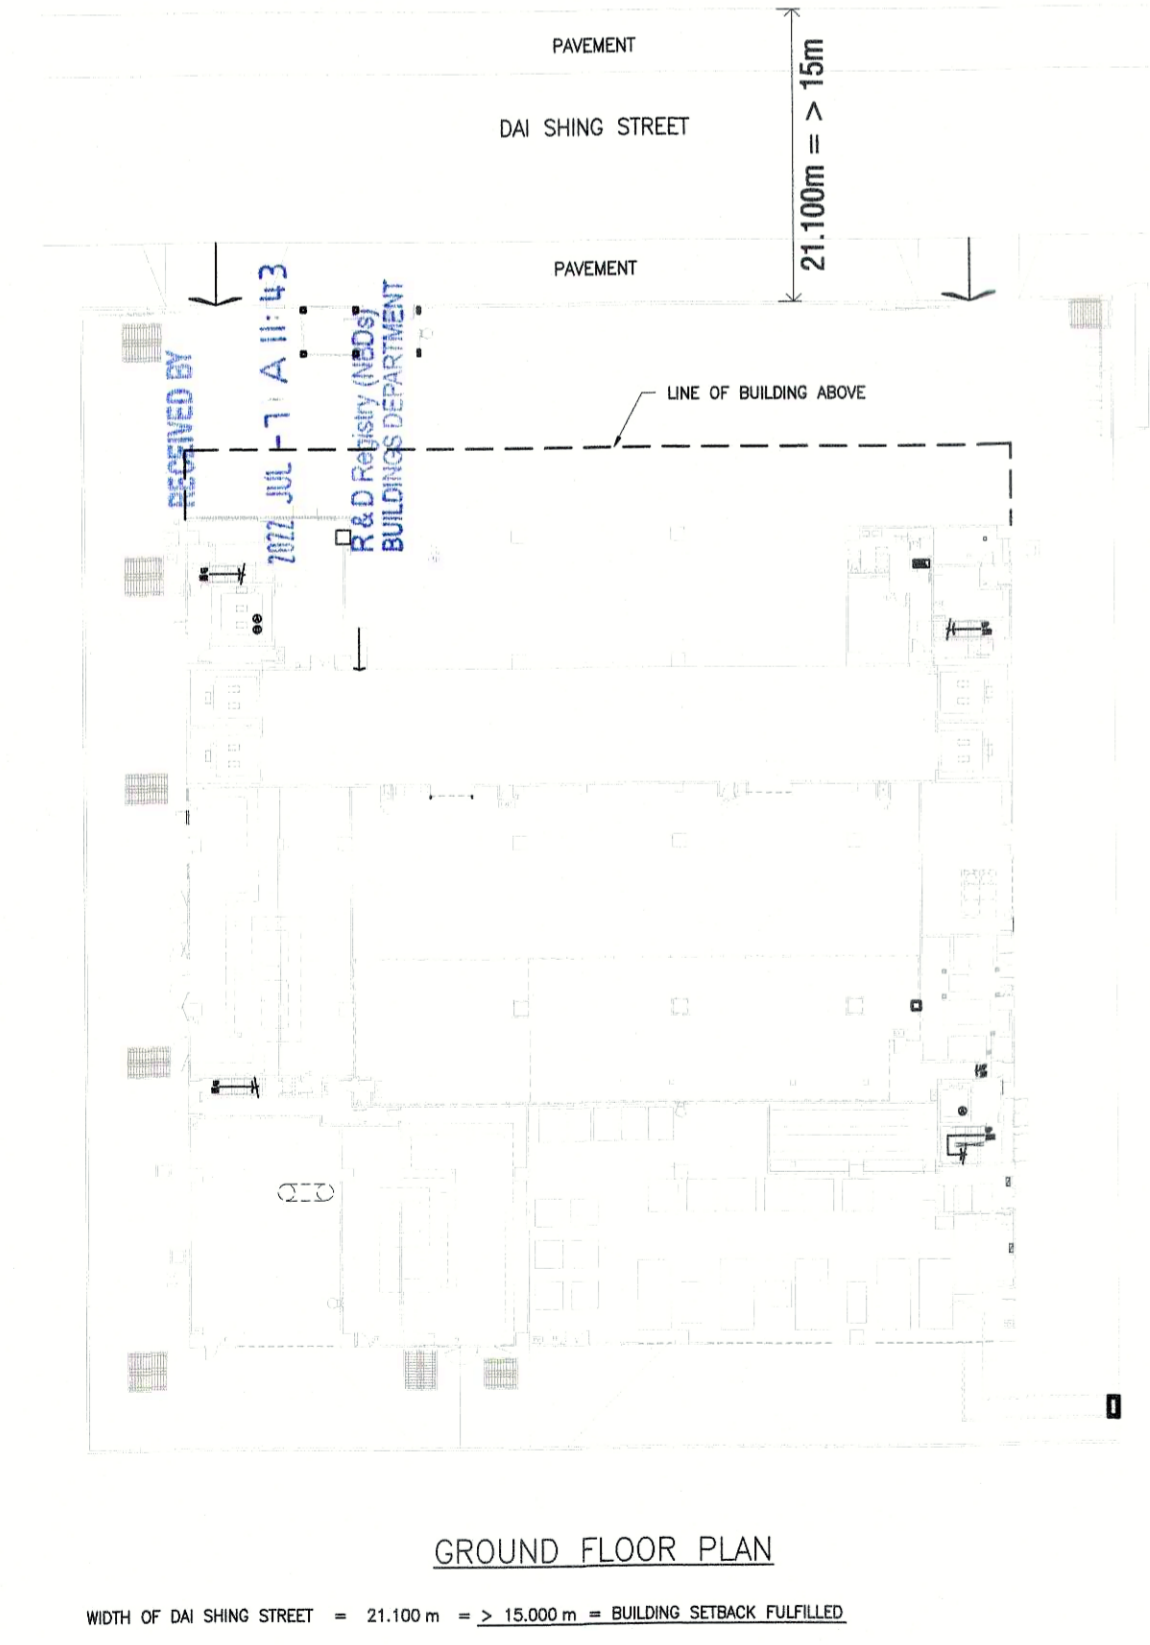 PAVEMENT
DAI SHING STREET
21.100m = > 15m
PAVEMENT
RECEIVED BY
2022 JUL -7 A 11:43
R & D Registry (NBDs)
BUILDINGS DEPARTMENT
LINE OF BUILDING ABOVE
GROUND FLOOR PLAN
WIDTH OF DAI SHING STREET = 21.100 m = > 15.000 m = BUILDING SETBACK FULFILLED